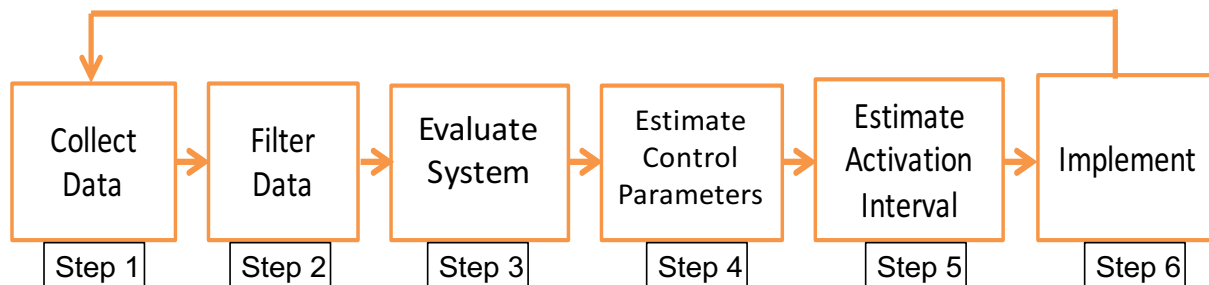 Collect
Data
Step 1
Filter
Data
Step 2
Evaluate
System
Step 3
Estimate
Control
Parameters
Step 4
Estimate
Activation
Interval
Step 5
Implement
Step 6